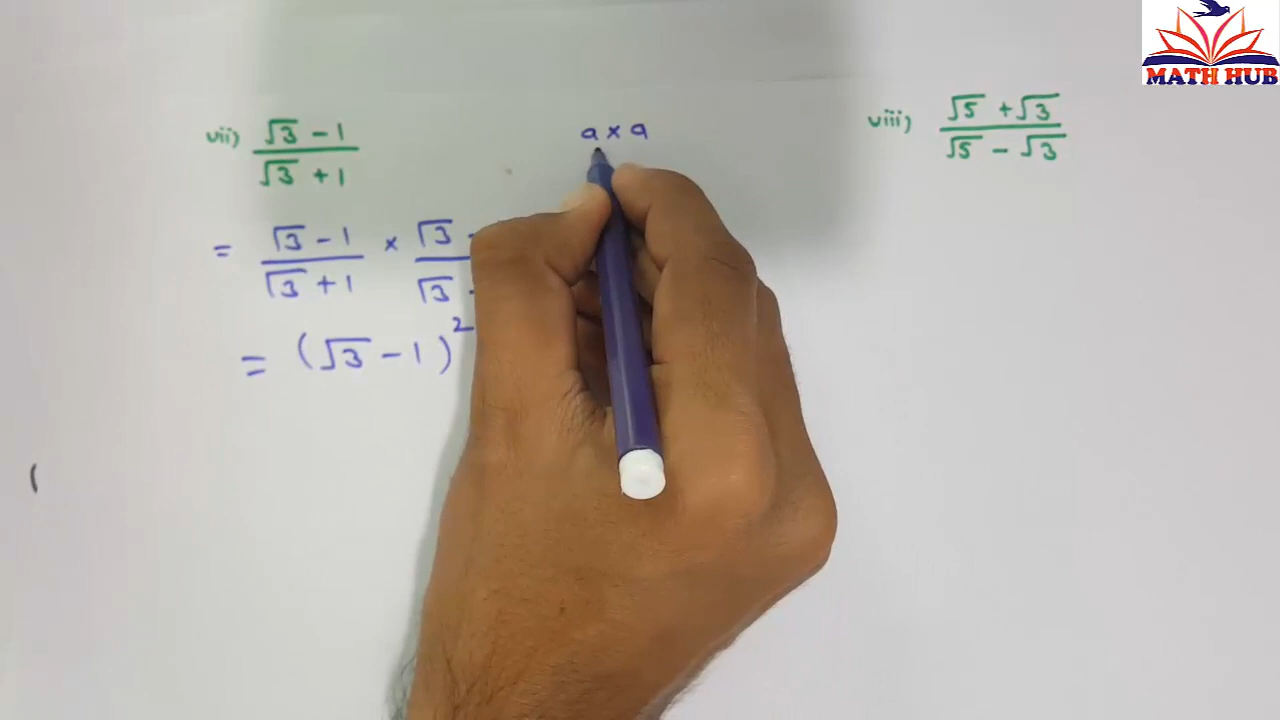 MATH HUB
vii) (√3 - 1)/(√3 + 1)
a × a
viii) (√5 + √3)/(√5 - √3)
= (√3 - 1)/(√3 + 1) × √3 -/√3
= (√3 - 1)²
(